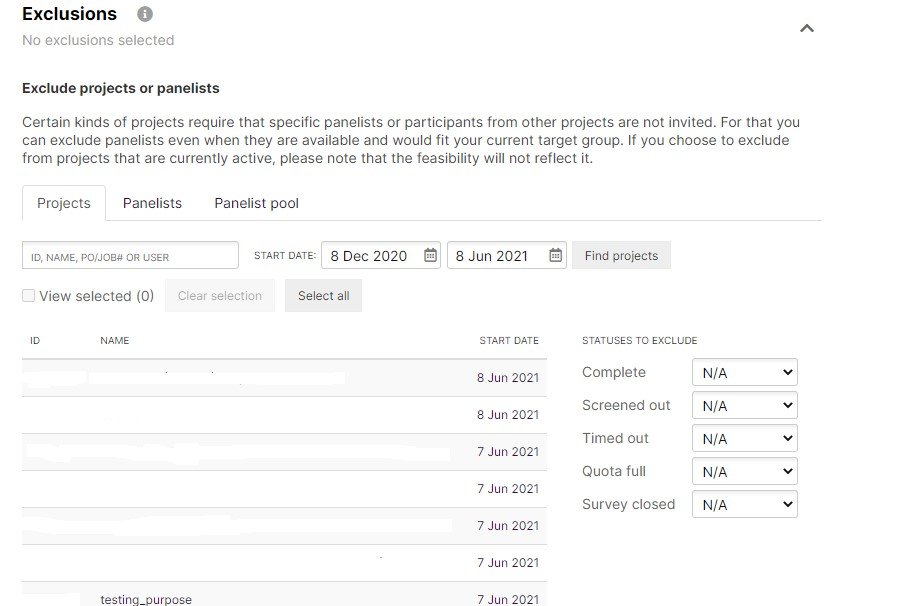 Exclusions
No exclusions selected
Exclude projects or panelists
Certain kinds of projects require that specific panelists or participants from other projects are not invited. For that you
can exclude panelists even when they are available and would fit your current target group. If you choose to exclude
from projects that are currently active, please note that the feasibility will not reflect it.
Projects Panelists Panelist pool
ID, NAME, PO/JOB# OR USER START DATE: 8 Dec 2020 8 Jun 2021 Find projects
View selected (0) Clear selection Select all
ID NAME START DATE STATUSES TO EXCLUDE
8 Jun 2021 Complete N/A
Screened out N/A
8 Jun 2021
Timed out N/A
7 Jun 2021
Quota full N/A
7 Jun 2021
Survey closed N/A
7 Jun 2021
7 Jun 2021
testing_purpose 7 Jun 2021